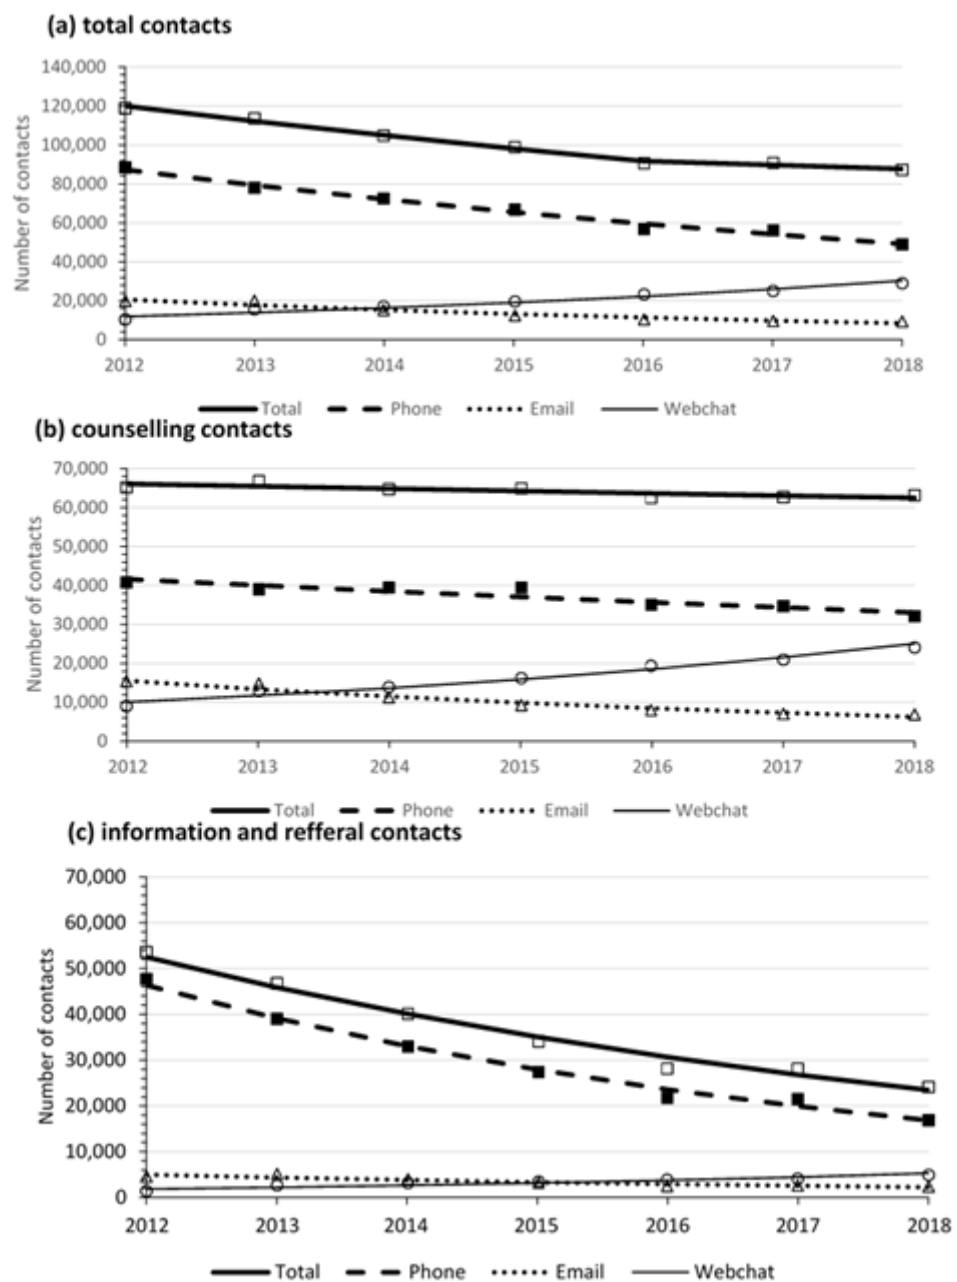 (a) total contacts
Number of contacts
140,000
120,000
100,000
80,000
60,000
40,000
20,000
0
2012 2013 2014 2015 2016 2017 2018
Total Phone Email Webchat
(b) counselling contacts
Number of contacts
70,000
60,000
50,000
40,000
30,000
20,000
10,000
0
2012 2013 2014 2015 2016 2017 2018
Total Phone Email Webchat
(c) information and refferal contacts
Number of contacts
70,000
60,000
50,000
40,000
30,000
20,000
10,000
0
2012 2013 2014 2015 2016 2017 2018
Total Phone Email Webchat